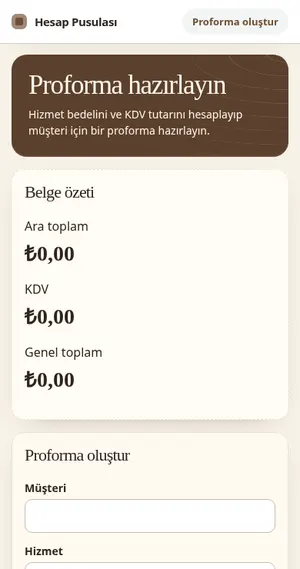 Hesap Pusulası
Proforma oluştur
Proforma hazırlayın
Hizmet bedelini ve KDV tutarını hesaplayıp
müşteri için bir proforma hazırlayın.
Belge özeti
Ara toplam
₺0,00
KDV
₺0,00
Genel toplam
₺0,00
Proforma oluştur
Müşteri
Hizmet